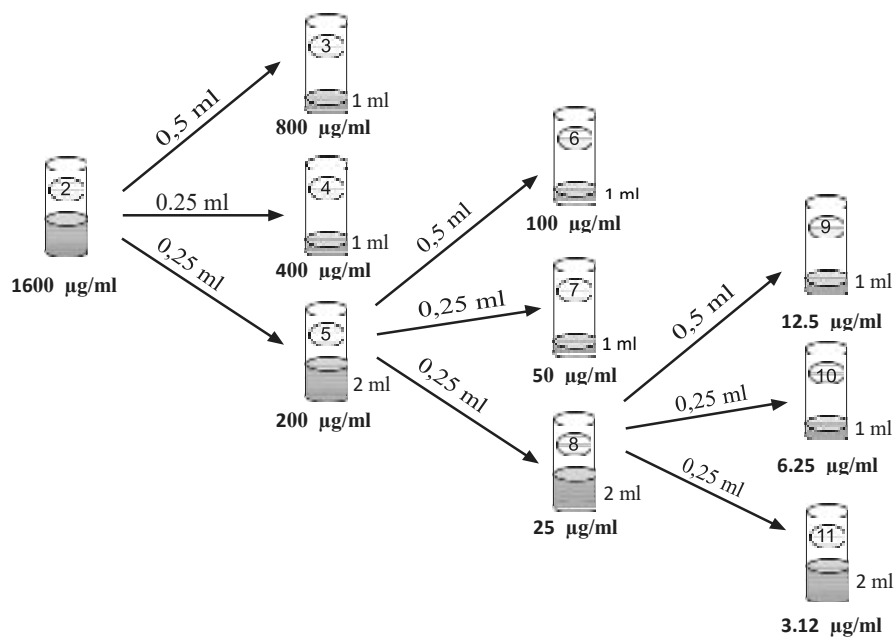 3
0,5 ml
1 ml
800 µg/ml
2
1600 µg/ml
0.25 ml
4
1 ml
400 µg/ml
0,25 ml
5
2 ml
200 µg/ml
0,5 ml
6
1 ml
100 µg/ml
0,25 ml
7
1 ml
50 µg/ml
0,25 ml
8
2 ml
25 µg/ml
0,5 ml
9
1 ml
12.5 µg/ml
0,25 ml
10
1 ml
6.25 µg/ml
0,25 ml
11
2 ml
3.12 µg/ml